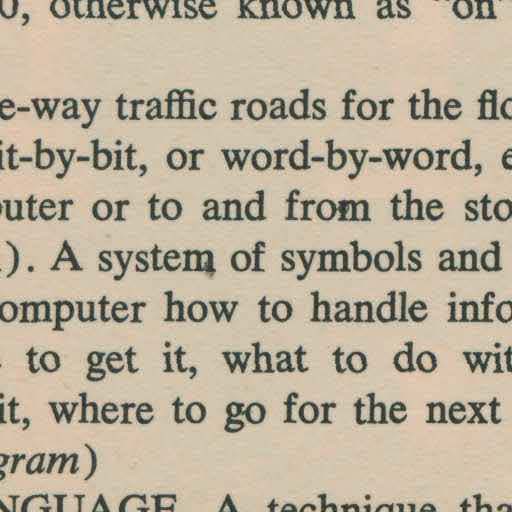 0, otherwise known as "on"
e-way traffic roads for the flo
it-by-bit, or word-by-word, e
puter or to and from the sto
). A system of symbols and
omputer how to handle info
to get it, what to do wit
it, where to go for the next
gram)
NGUAGE. A technique tha